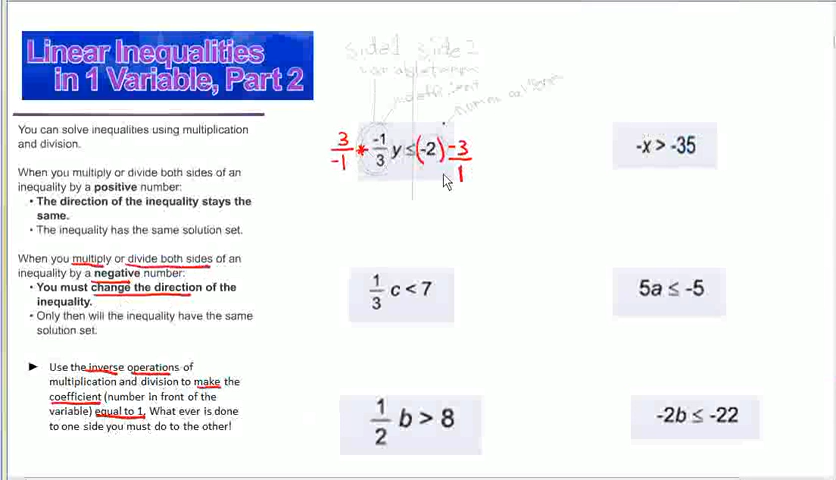 Linear Inequalities
in 1 Variable, Part 2
You can solve inequalities using multiplication
and division.
When you multiply or divide both sides of an
inequality by a positive number:
• The direction of the inequality stays the
same.
• The inequality has the same solution set.
When you multiply or divide both sides of an
inequality by a negative number:
• You must change the direction of the
inequality.
• Only then will the inequality have the same
solution set.
► Use the inverse operations of
multiplication and division to make the
coefficient (number in front of the
variable) equal to 1. What ever is done
to one side you must do to the other!
side 1 side 2
coefficient
3/-1 * -1/3 y ≤ (-2) -3/1
-x > -35
1/3 c < 7
5a ≤ -5
1/2 b > 8
-2b ≤ -22